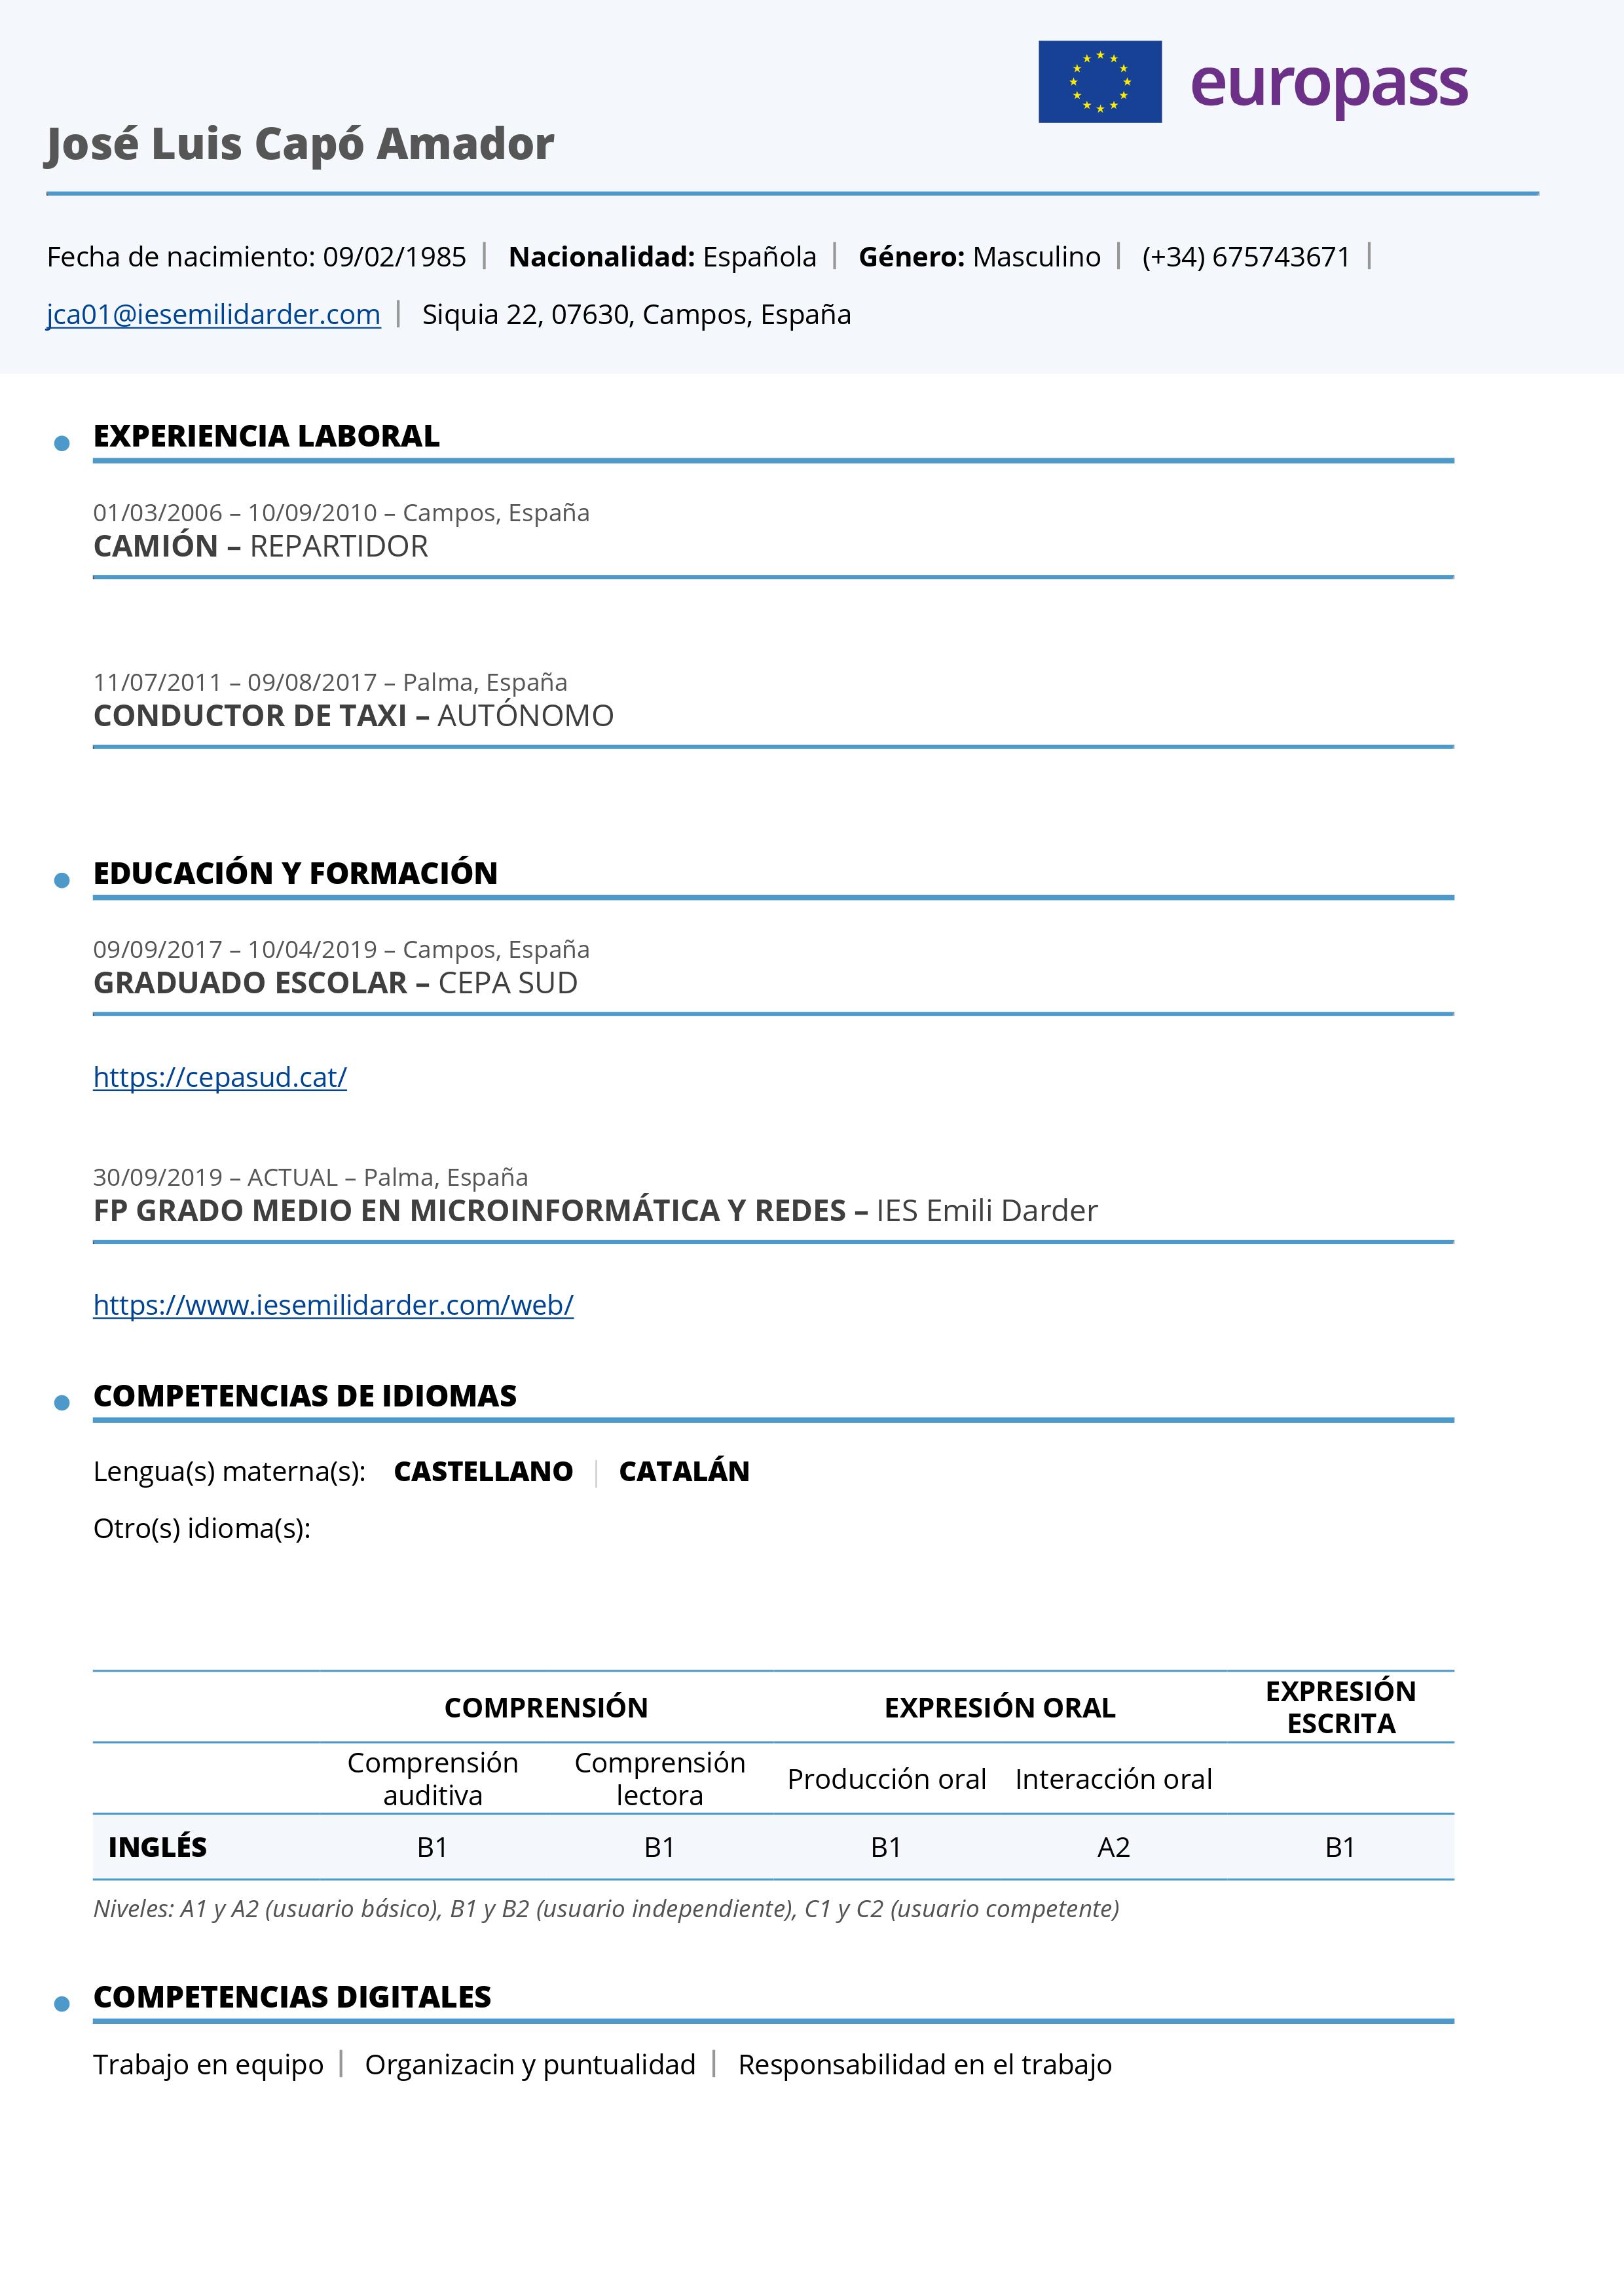 europass
José Luis Capó Amador
Fecha de nacimiento: 09/02/1985 | Nacionalidad: Española | Género: Masculino | (+34) 675743671 |
jca01@iesemilidarder.com | Siquia 22, 07630, Campos, España
EXPERIENCIA LABORAL
01/03/2006 – 10/09/2010 – Campos, España
CAMIÓN – REPARTIDOR
11/07/2011 – 09/08/2017 – Palma, España
CONDUCTOR DE TAXI – AUTÓNOMO
EDUCACIÓN Y FORMACIÓN
09/09/2017 – 10/04/2019 – Campos, España
GRADUADO ESCOLAR – CEPA SUD
https://cepasud.cat/
30/09/2019 – ACTUAL – Palma, España
FP GRADO MEDIO EN MICROINFORMÁTICA Y REDES – IES Emili Darder
https://www.iesemilidarder.com/web/
COMPETENCIAS DE IDIOMAS
Lengua(s) materna(s): CASTELLANO | CATALÁN
Otro(s) idioma(s):
COMPRENSIÓN EXPRESIÓN ORAL EXPRESIÓN
ESCRITA
Comprensión Comprensión Producción oral Interacción oral
auditiva lectora
INGLÉS B1 B1 B1 A2 B1
Niveles: A1 y A2 (usuario básico), B1 y B2 (usuario independiente), C1 y C2 (usuario competente)
COMPETENCIAS DIGITALES
Trabajo en equipo | Organizacin y puntualidad | Responsabilidad en el trabajo